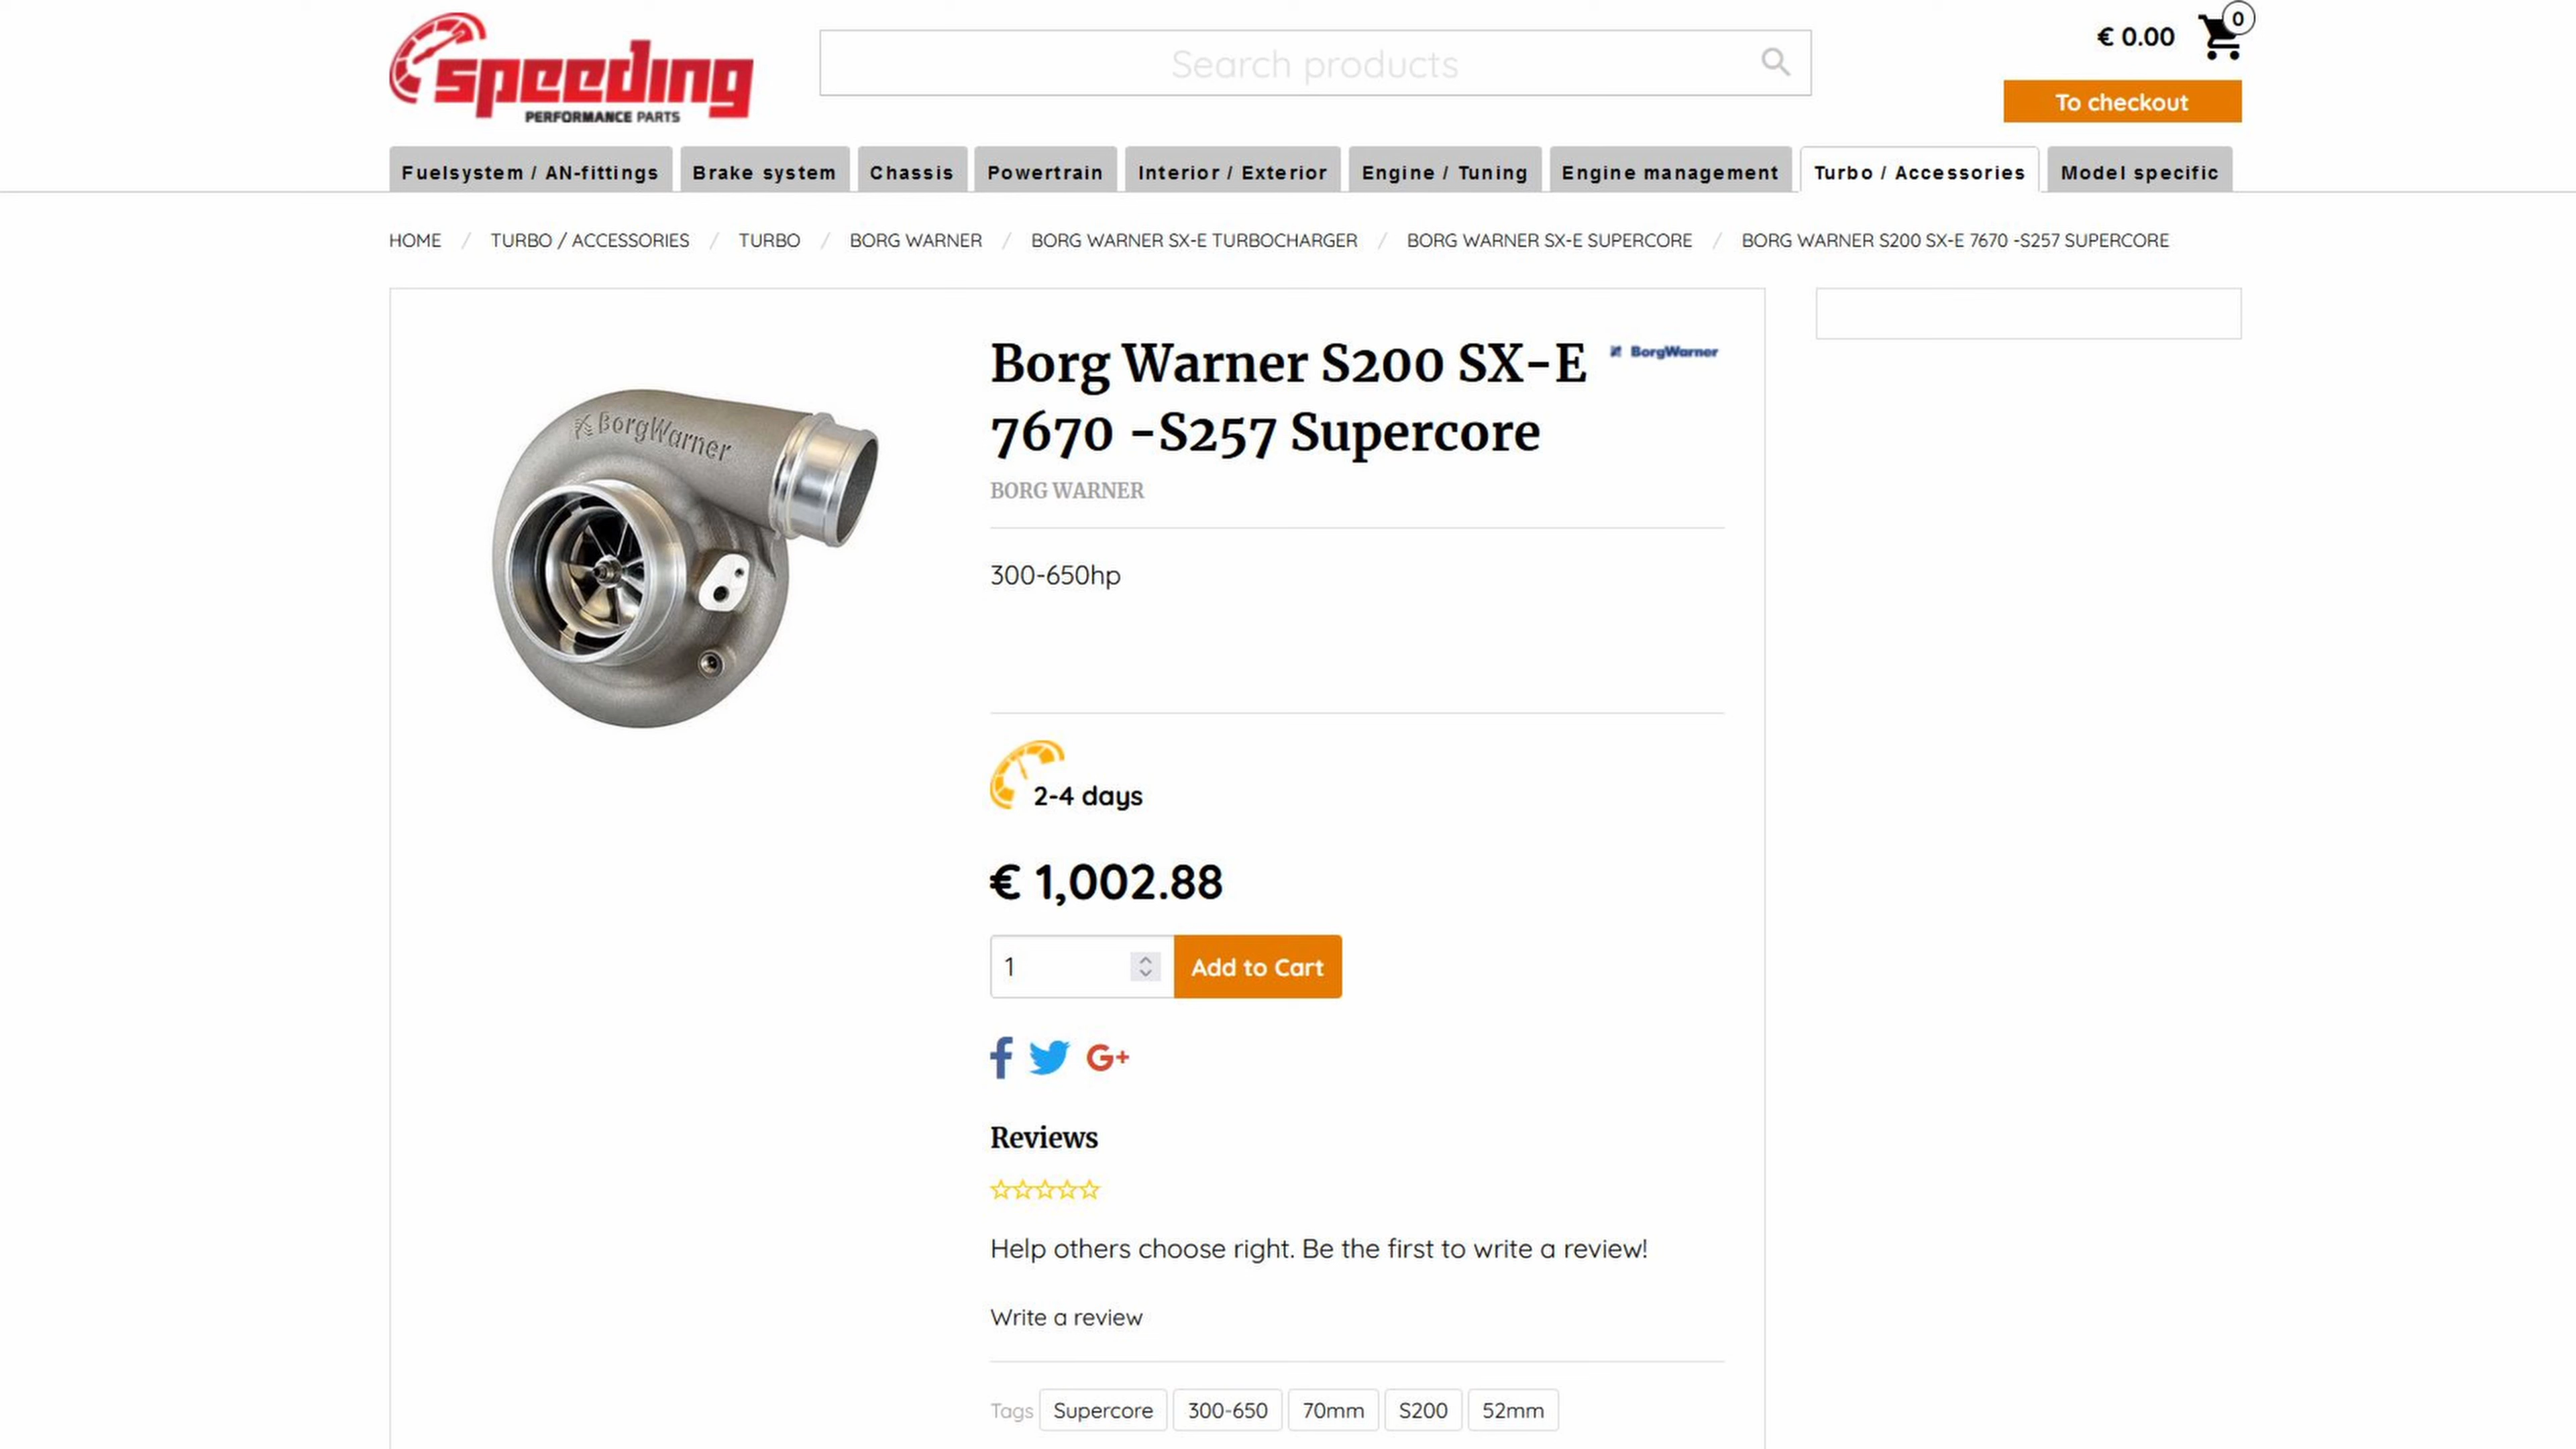 speeding
PERFORMANCE PARTS
Search products
€ 0.00
0
To checkout
Fuelsystem / AN-fittings
Brake system
Chassis
Powertrain
Interior / Exterior
Engine / Tuning
Engine management
Turbo / Accessories
Model specific
HOME / TURBO / ACCESSORIES / TURBO / BORG WARNER / BORG WARNER SX-E TURBOCHARGER / BORG WARNER SX-E SUPERCORE / BORG WARNER S200 SX-E 7670 -S257 SUPERCORE
BorgWarner
Borg Warner S200 SX-E
7670 -S257 Supercore
BorgWarner
BORG WARNER
300-650hp
2-4 days
€ 1,002.88
1
Add to Cart
f
G+
Reviews
Help others choose right. Be the first to write a review!
Write a review
Tags Supercore 300-650 70mm S200 52mm